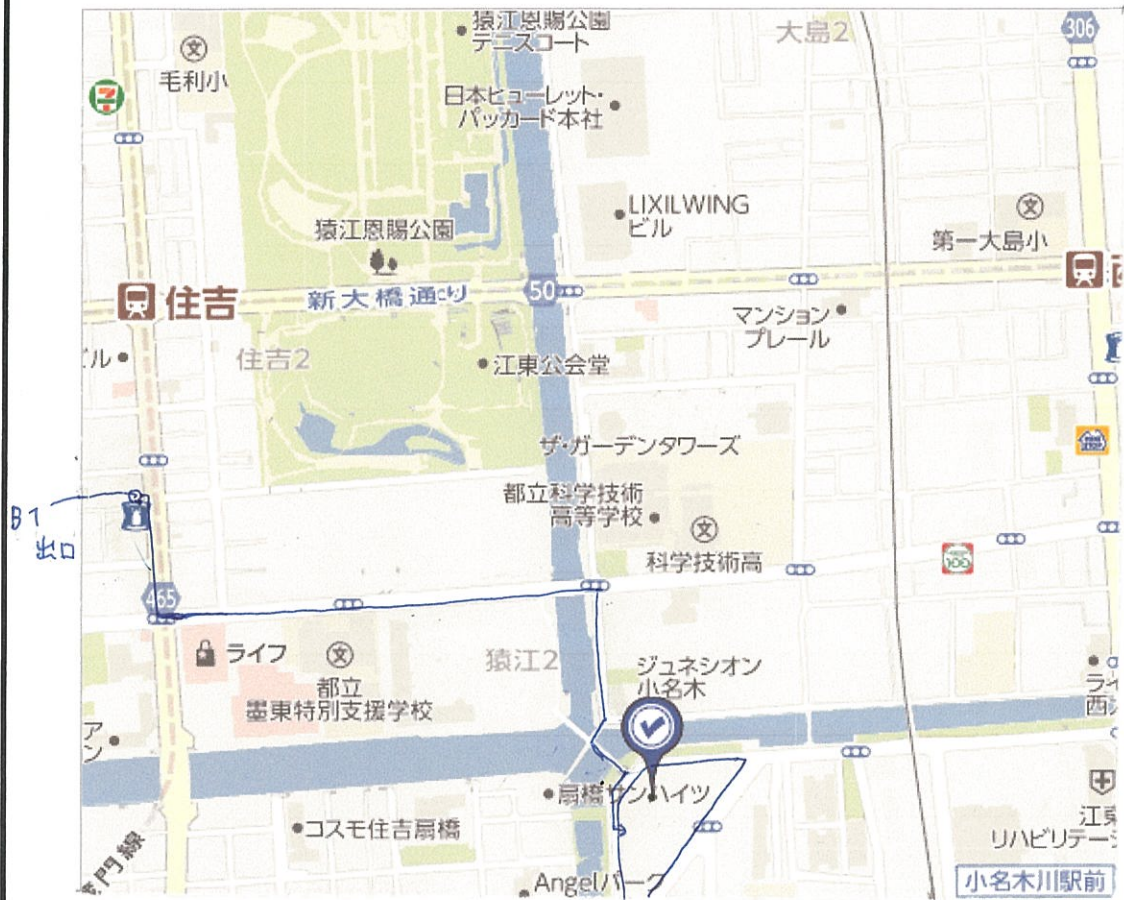 猿江恩賜公園
テニスコート
大島2
306
毛利小
日本ヒューレット・
パッカード本社
LIXILWING
ビル
猿江恩賜公園
第一大島小
住吉
新大橋通り
50
マンション
プレール
ビル
住吉2
江東公会堂
ザ・ガーデンタワーズ
都立科学技術
高等学校
B1
出口
科学技術高
100
465
ライフ
都立
墨東特別支援学校
猿江2
ジュネシオン
小名木
ライ
西
ア
ン
扇橋サンハイツ
コスモ住吉扇橋
江東
リハビリテーシ
門線
Angelパーク
小名木川駅前